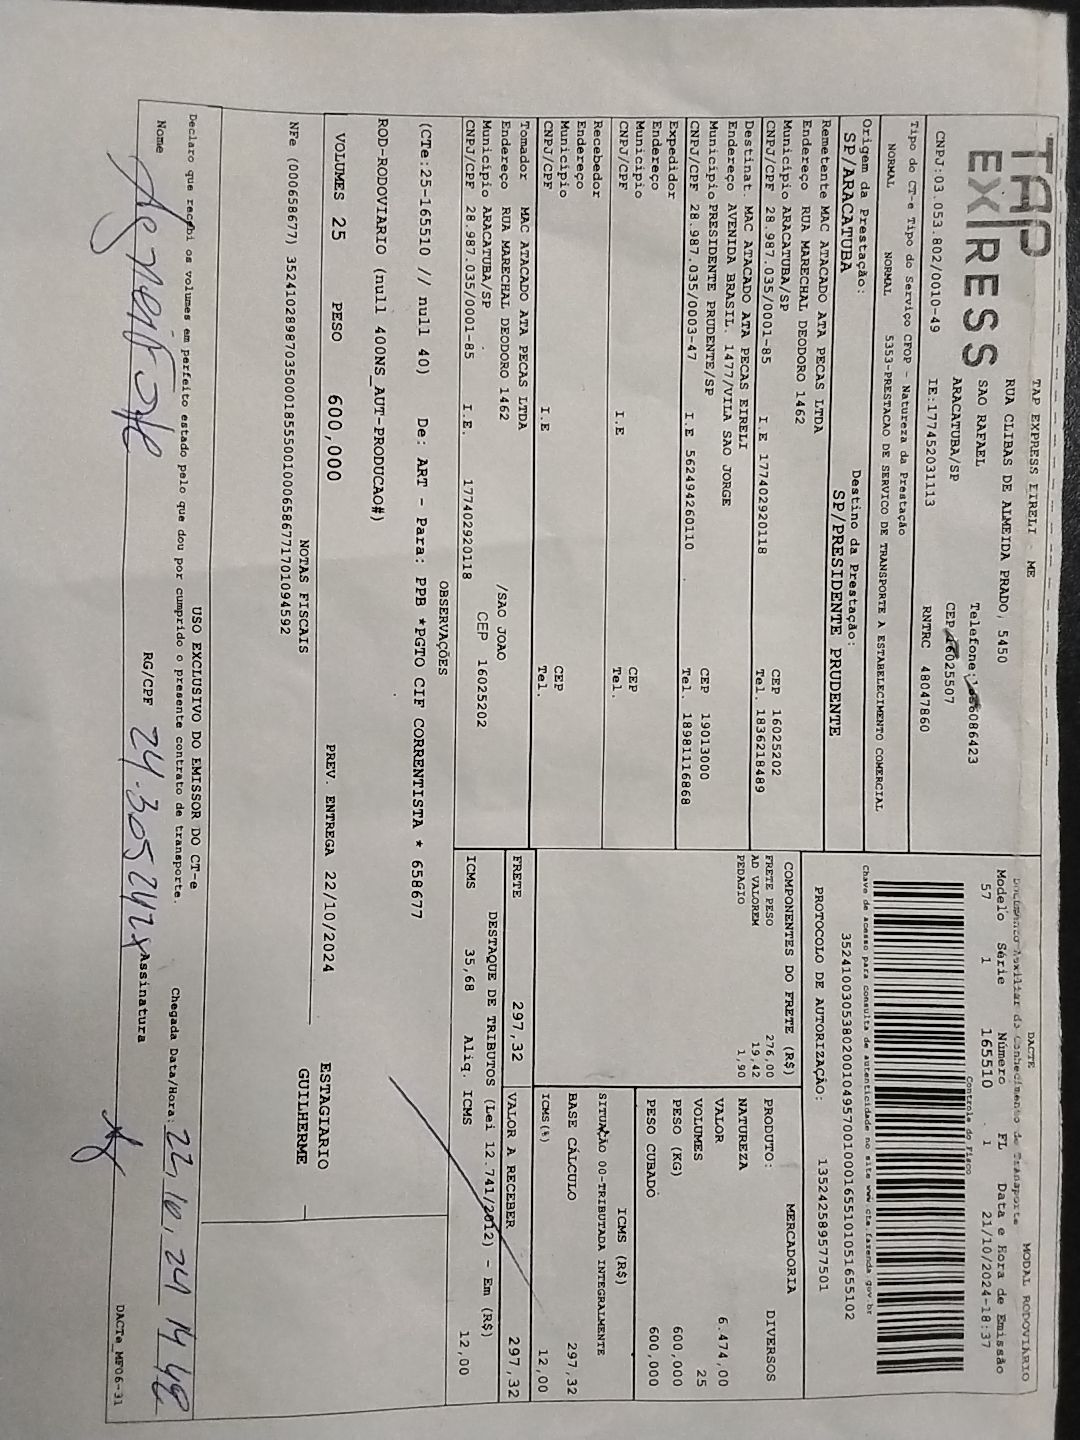 TAP
EXPRESS
TAP EXPRESS EIRELI - ME
RUA CLIBAS DE ALMEIDA PRADO, 5450
SAO RAFAEL
ARACATUBA/SP
CNPJ:03.053.802/0010-49
IE:177452031113
CEP 16025507
RNTRC 48047860
DACTE
MODAL RODOVIÁRIO
Documento Auxiliar do Conhecimento de Transporte
Modelo Série Número FL Data e Hora de Emissão
57 1 165510 1 21/10/2024-18:37
Controle do Fisco
Chave de acesso para consulta de autenticidade no site www.cte.fazenda.gov.br
35241003053802001049570010001655101051655102
PROTOCOLO DE AUTORIZAÇÃO: 135242589577501
Tipo do CT-e Tipo do Serviço CFOP - Natureza da Prestação
NORMAL NORMAL 5353-PRESTACAO DE SERVICO DE TRANSPORTE A ESTABELECIMENTO COMERCIAL
Origem da Prestação: Destino da Prestação:
SP/ARACATUBA SP/PRESIDENTE PRUDENTE
Remetente MAC ATACADO ATA PECAS LTDA
Endereço RUA MARECHAL DEODORO 1462
Município ARACATUBA/SP CEP 16025202
CNPJ/CPF 28.987.035/0001-85 I.E 177402920118 Tel. 1836218489
Destinat. MAC ATACADO ATA PECAS EIRELI
Endereço AVENIDA BRASIL. 1477/VILA SAO JORGE
Município PRESIDENTE PRUDENTE/SP CEP 19013000
CNPJ/CPF 28.987.035/0003-47 I.E 562494260110 Tel. 18981116868
Expedidor
Endereço
Município CEP
CNPJ/CPF I.E Tel.
Recebedor
Endereço
Município CEP
CNPJ/CPF I.E Tel.
Tomador MAC ATACADO ATA PECAS LTDA
Endereço RUA MARECHAL DEODORO 1462 /SAO JOAO
Município ARACATUBA/SP CEP 16025202
CNPJ/CPF 28.987.035/0001-85 I.E. 177402920118
COMPONENTES DO FRETE (R$)
FRETE PESO 276,00
AD VALOREM 19,42
PEDAGIO 1,90
PRODUTO: MERCADORIA
NATUREZA DIVERSOS
VALOR 6.474,00
VOLUMES 25
PESO (KG) 600,000
PESO CUBADO 600,000
ICMS (R$)
SITUAÇÃO 00-TRIBUTADA INTEGRALMENTE
BASE CÁLCULO 297,32
ICMS(%) 12,00
FRETE 297,32 VALOR A RECEBER 297,32
DESTAQUE DE TRIBUTOS (Lei 12.741/2012) - Em (R$)
ICMS 35,68 Aliq. ICMS 12,00
OBSERVAÇÕES
(CTe:25-165510 // null 40) De: ART - Para: PPB *PGTO CIF CORRENTISTA * 658677
ROD-RODOVIARIO (null 400NS_AUT-PRODUCAO#)
VOLUMES 25 PESO 600,000 PREV. ENTREGA 22/10/2024
ESTAGIARIO
GUILHERME
NOTAS FISCAIS
NFe (000658677) 35241028987035000185550010006586771701094592
USO EXCLUSIVO DO EMISSOR DO CT-e
Declaro que recebi os volumes em perfeito estado pelo que dou por cumprido o presente contrato de transporte.
Chegada Data/Hora: 22/10/24 14 48
Nome RG/CPF 24.305242x Assinatura
DACTe_MF06-31